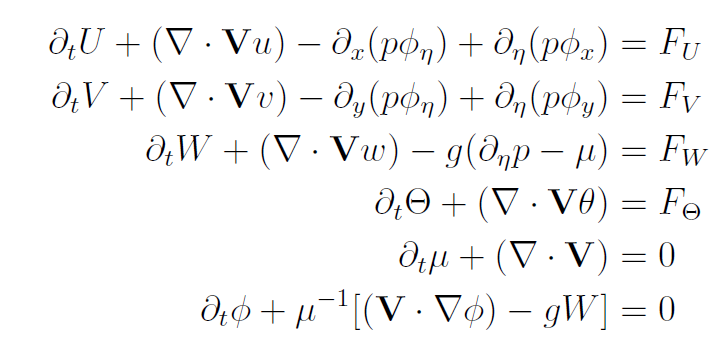 ∂ₜU + (∇ · 𝐕u) − ∂ₓ(pϕ_η) + ∂_η(pϕₓ) = F_U
∂ₜV + (∇ · 𝐕v) − ∂_y(pϕ_η) + ∂_η(pϕ_y) = F_V
∂ₜW + (∇ · 𝐕w) − g(∂_ηp − μ) = F_W
∂ₜΘ + (∇ · 𝐕θ) = F_Θ
∂ₜμ + (∇ · 𝐕) = 0
∂ₜϕ + μ⁻¹[(𝐕 · ∇ϕ) − gW] = 0